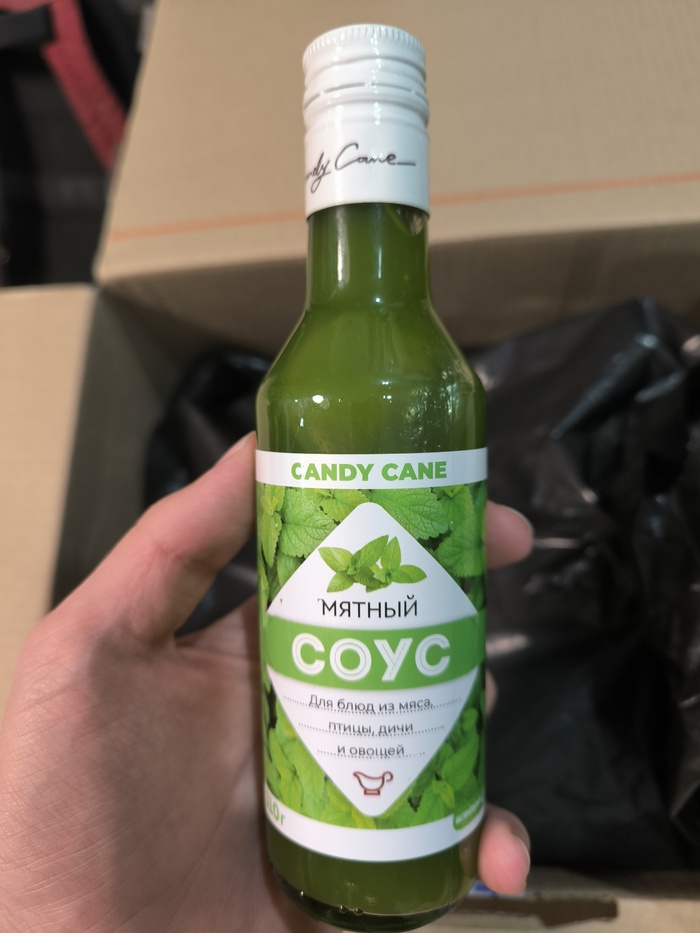 Candy Cane
CANDY CANE
МЯТНЫЙ
СОУС
Для блюд из мяса,
птицы, дичи
и овощей